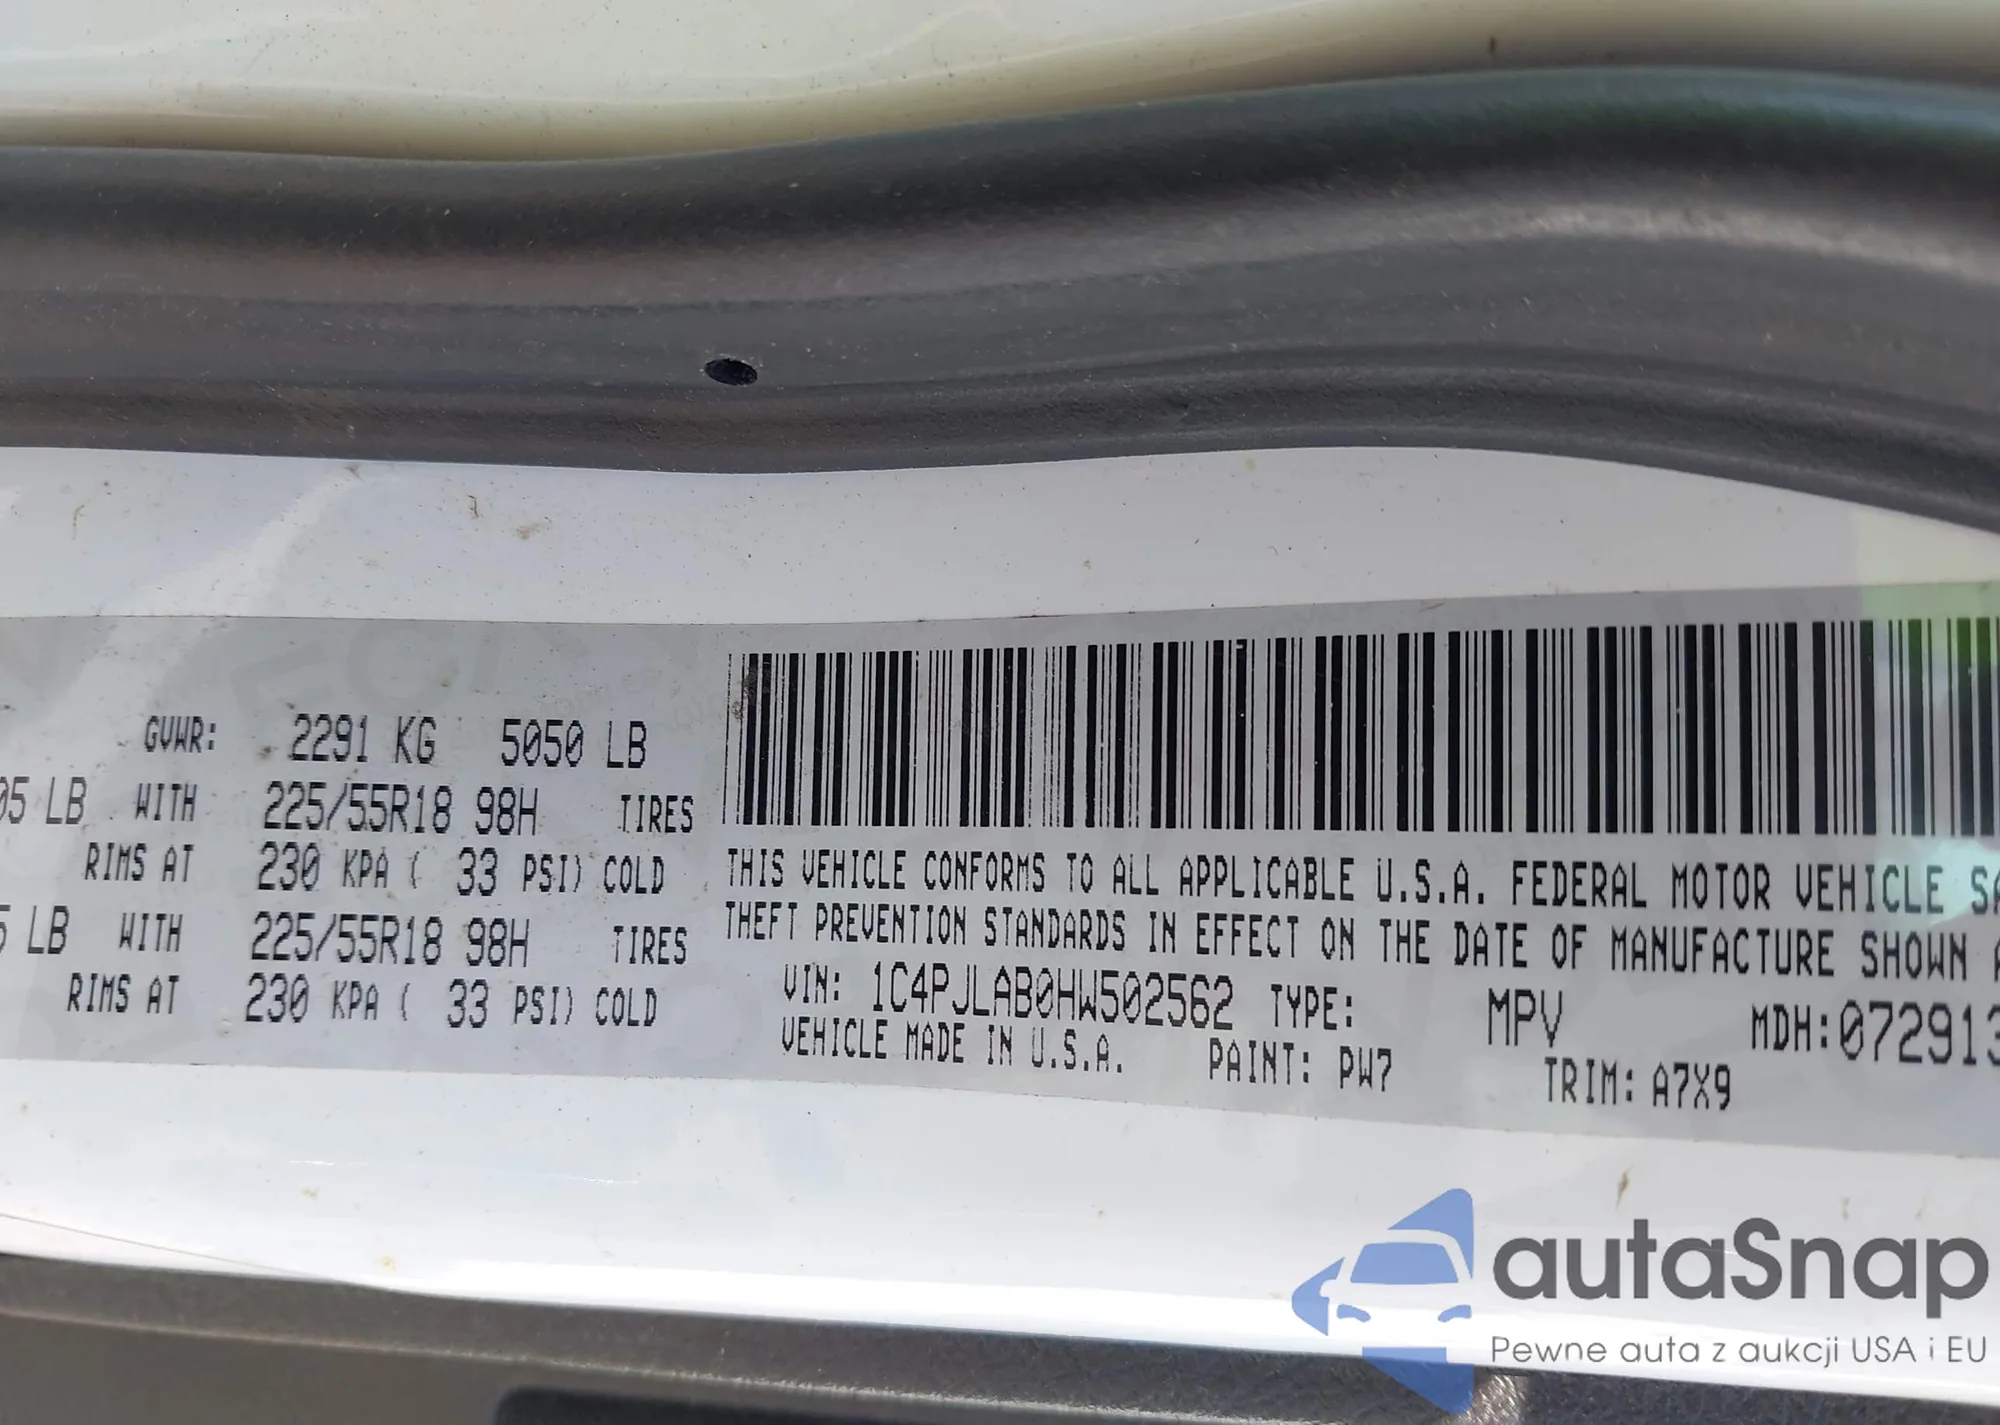 GVWR: 2291 KG 5050 LB
05 LB WITH 225/55R18 98H TIRES
RIMS AT 230 KPA ( 33 PSI) COLD
5 LB WITH 225/55R18 98H TIRES
RIMS AT 230 KPA ( 33 PSI) COLD
THIS VEHICLE CONFORMS TO ALL APPLICABLE U.S.A. FEDERAL MOTOR VEHICLE SA
THEFT PREVENTION STANDARDS IN EFFECT ON THE DATE OF MANUFACTURE SHOWN A
VIN: 1C4PJLAB0HW502562 TYPE: MPV MDH:072913
VEHICLE MADE IN U.S.A. PAINT: PW7 TRIM: A7X9
autaSnap
Pewne auta z aukcji USA i EU